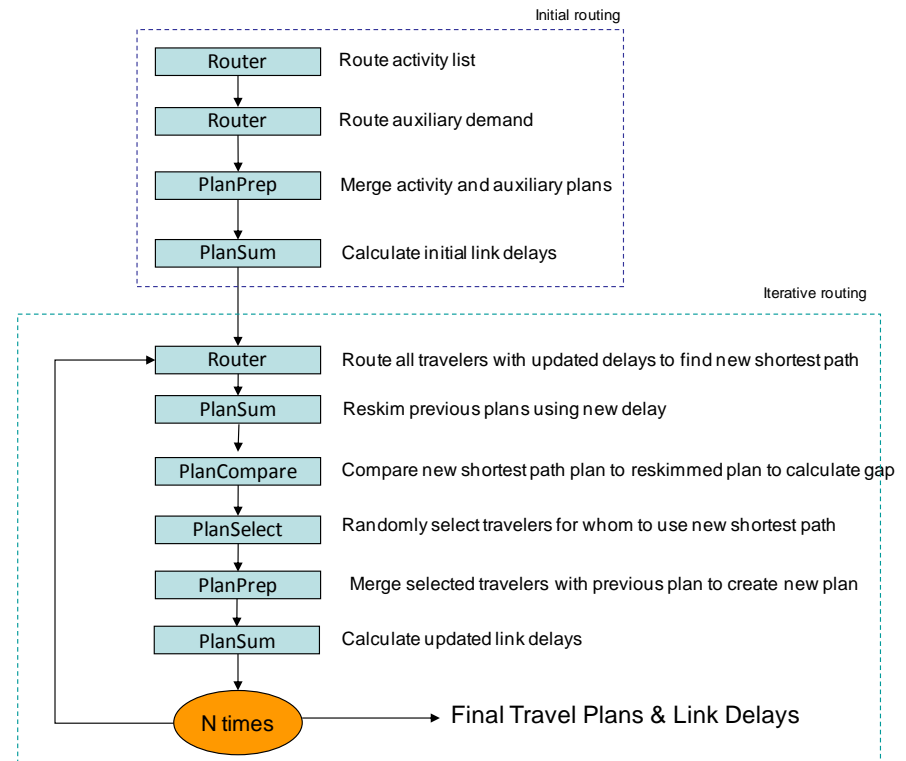 Initial routing
Router Route activity list
Router Route auxiliary demand
PlanPrep Merge activity and auxiliary plans
PlanSum Calculate initial link delays
Iterative routing
Router Route all travelers with updated delays to find new shortest path
PlanSum Reskim previous plans using new delay
PlanCompare Compare new shortest path plan to reskimmed plan to calculate gap
PlanSelect Randomly select travelers for whom to use new shortest path
PlanPrep Merge selected travelers with previous plan to create new plan
PlanSum Calculate updated link delays
N times Final Travel Plans & Link Delays